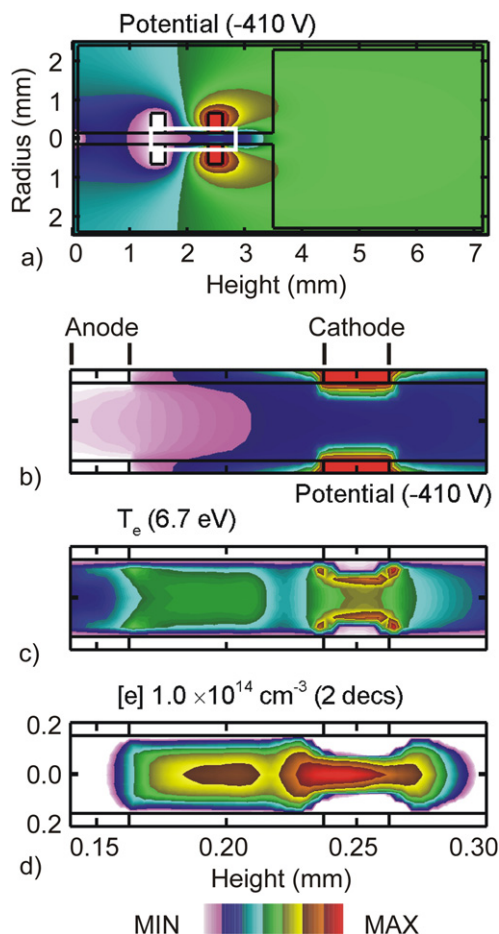 Potential (-410 V)
Radius (mm)
2
1
0
1
2
0 1 2 3 4 5 6 7
a)
Height (mm)
Anode Cathode
b)
Potential (-410 V)
Te (6.7 eV)
c)
[e] 1.0 ×10^14 cm^-3 (2 decs)
0.2
0.0
0.2
d)
0.15 0.20 0.25 0.30
Height (mm)
MIN MAX